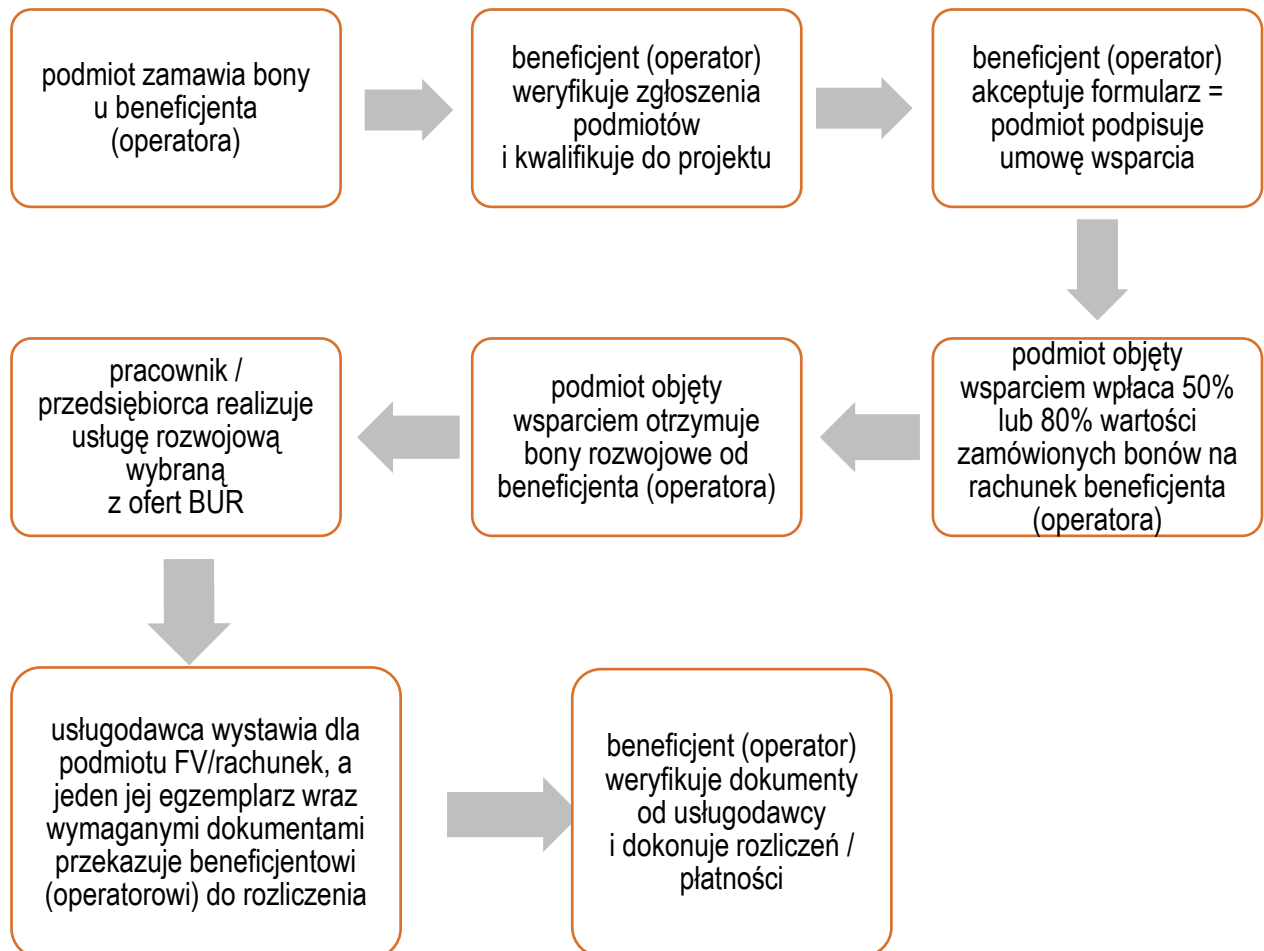 podmiot zamawia bony
u beneficjenta
(operatora)
beneficjent (operator)
weryfikuje zgłoszenia
podmiotów
i kwalifikuje do projektu
beneficjent (operator)
akceptuje formularz =
podmiot podpisuje
umowę wsparcia
podmiot objęty
wsparciem wpłaca 50%
lub 80% wartości
zamówionych bonów na
rachunek beneficjenta
(operatora)
podmiot objęty
wsparciem otrzymuje
bony rozwojowe od
beneficjenta (operatora)
pracownik /
przedsiębiorca realizuje
usługę rozwojową
wybraną
z ofert BUR
usługodawca wystawia dla
podmiotu FV/rachunek, a
jeden jej egzemplarz wraz
wymaganymi dokumentami
przekazuje beneficjentowi
(operatorowi) do rozliczenia
beneficjent (operator)
weryfikuje dokumenty
od usługodawcy
i dokonuje rozliczeń /
płatności